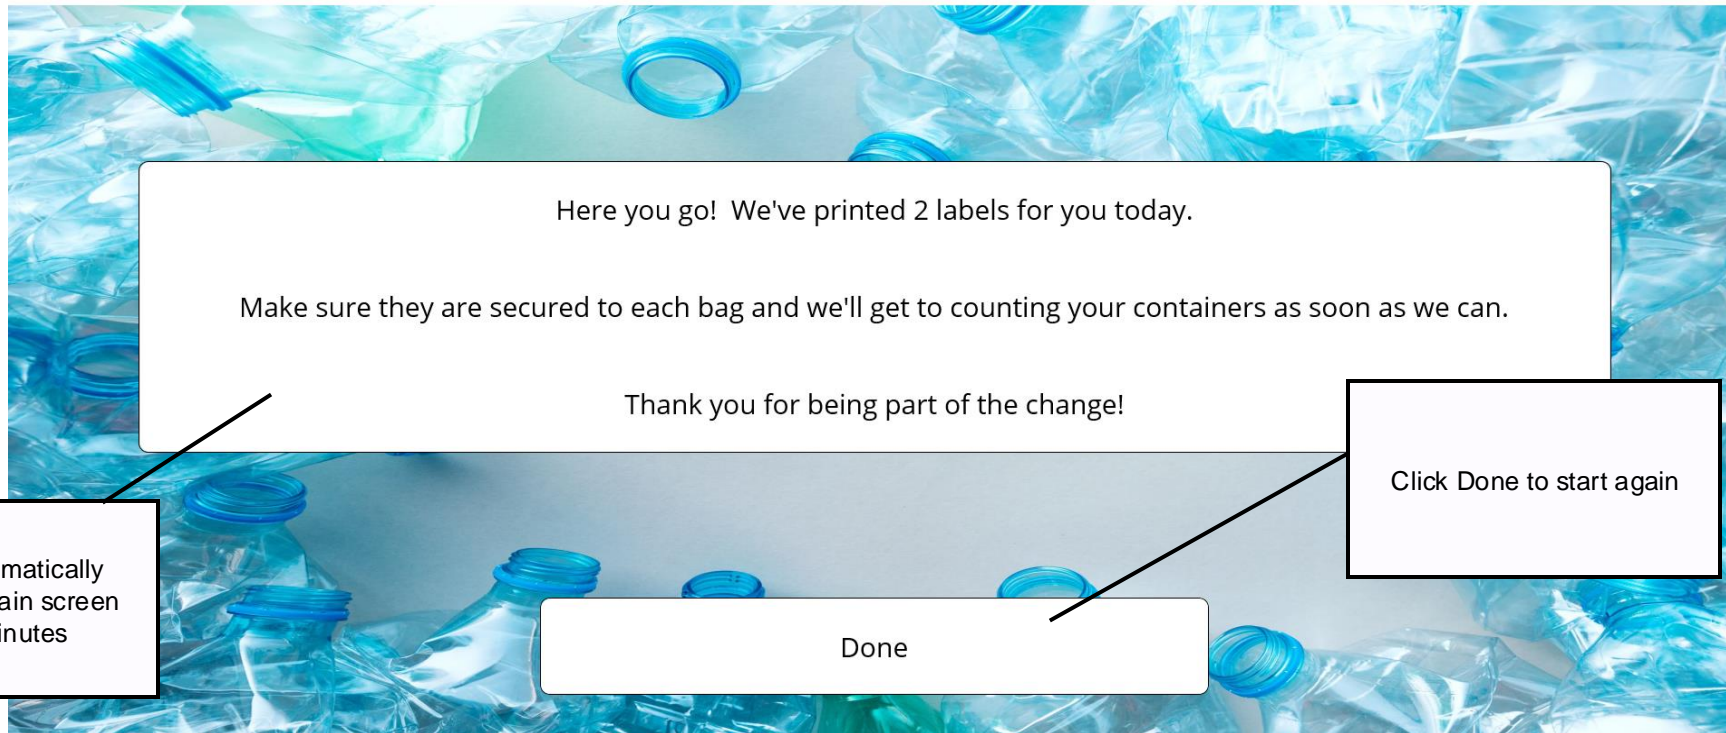 Here you go! We've printed 2 labels for you today.
Make sure they are secured to each bag and we'll get to counting your containers as soon as we can.
Thank you for being part of the change!
Click Done to start again
screen
Done